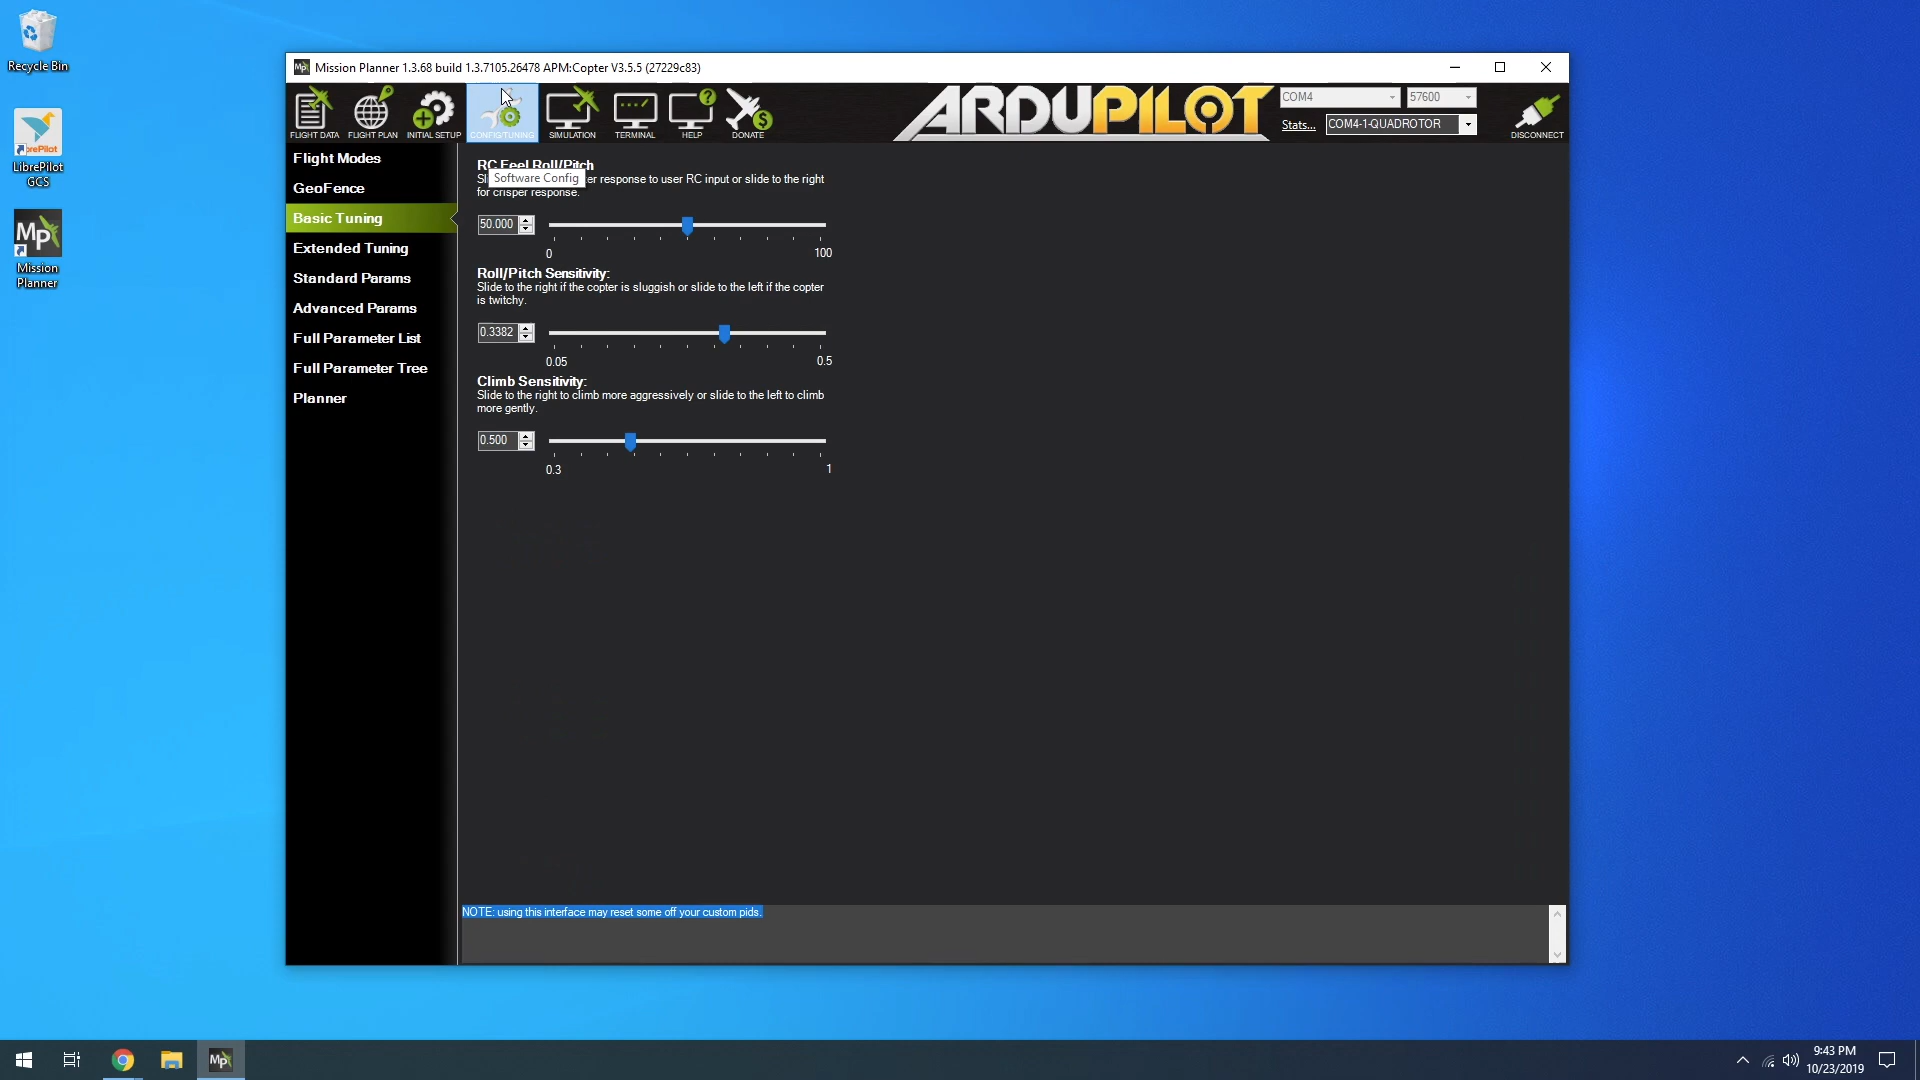 Recycle Bin
LibrePilot
GCS
Mp
Mission
Planner
Mission Planner 1.3.68 build 1.3.7105.26478 APM:Copter V3.5.5 (27229c83)
FLIGHT DATA
FLIGHT PLAN
INITIAL SETUP
CONFIG/TUNING
SIMULATION
TERMINAL
HELP
DONATE
ARDUPILOT
COM4
57600
Stats...
COM4-1-QUADROTOR
DISCONNECT
Flight Modes
GeoFence
Basic Tuning
Extended Tuning
Standard Params
Advanced Params
Full Parameter List
Full Parameter Tree
Planner
RC Feel Roll/Pitch
Software Config
er response to user RC input or slide to the right
for crisper response.
50.000
0
100
Roll/Pitch Sensitivity:
Slide to the right if the copter is sluggish or slide to the left if the copter
is twitchy.
0.3382
0.05
0.5
Climb Sensitivity:
Slide to the right to climb more aggressively or slide to the left to climb
more gently.
0.500
0.3
1
NOTE: using this interface may reset some off your custom pids.
Mp
9:43 PM
10/23/2019